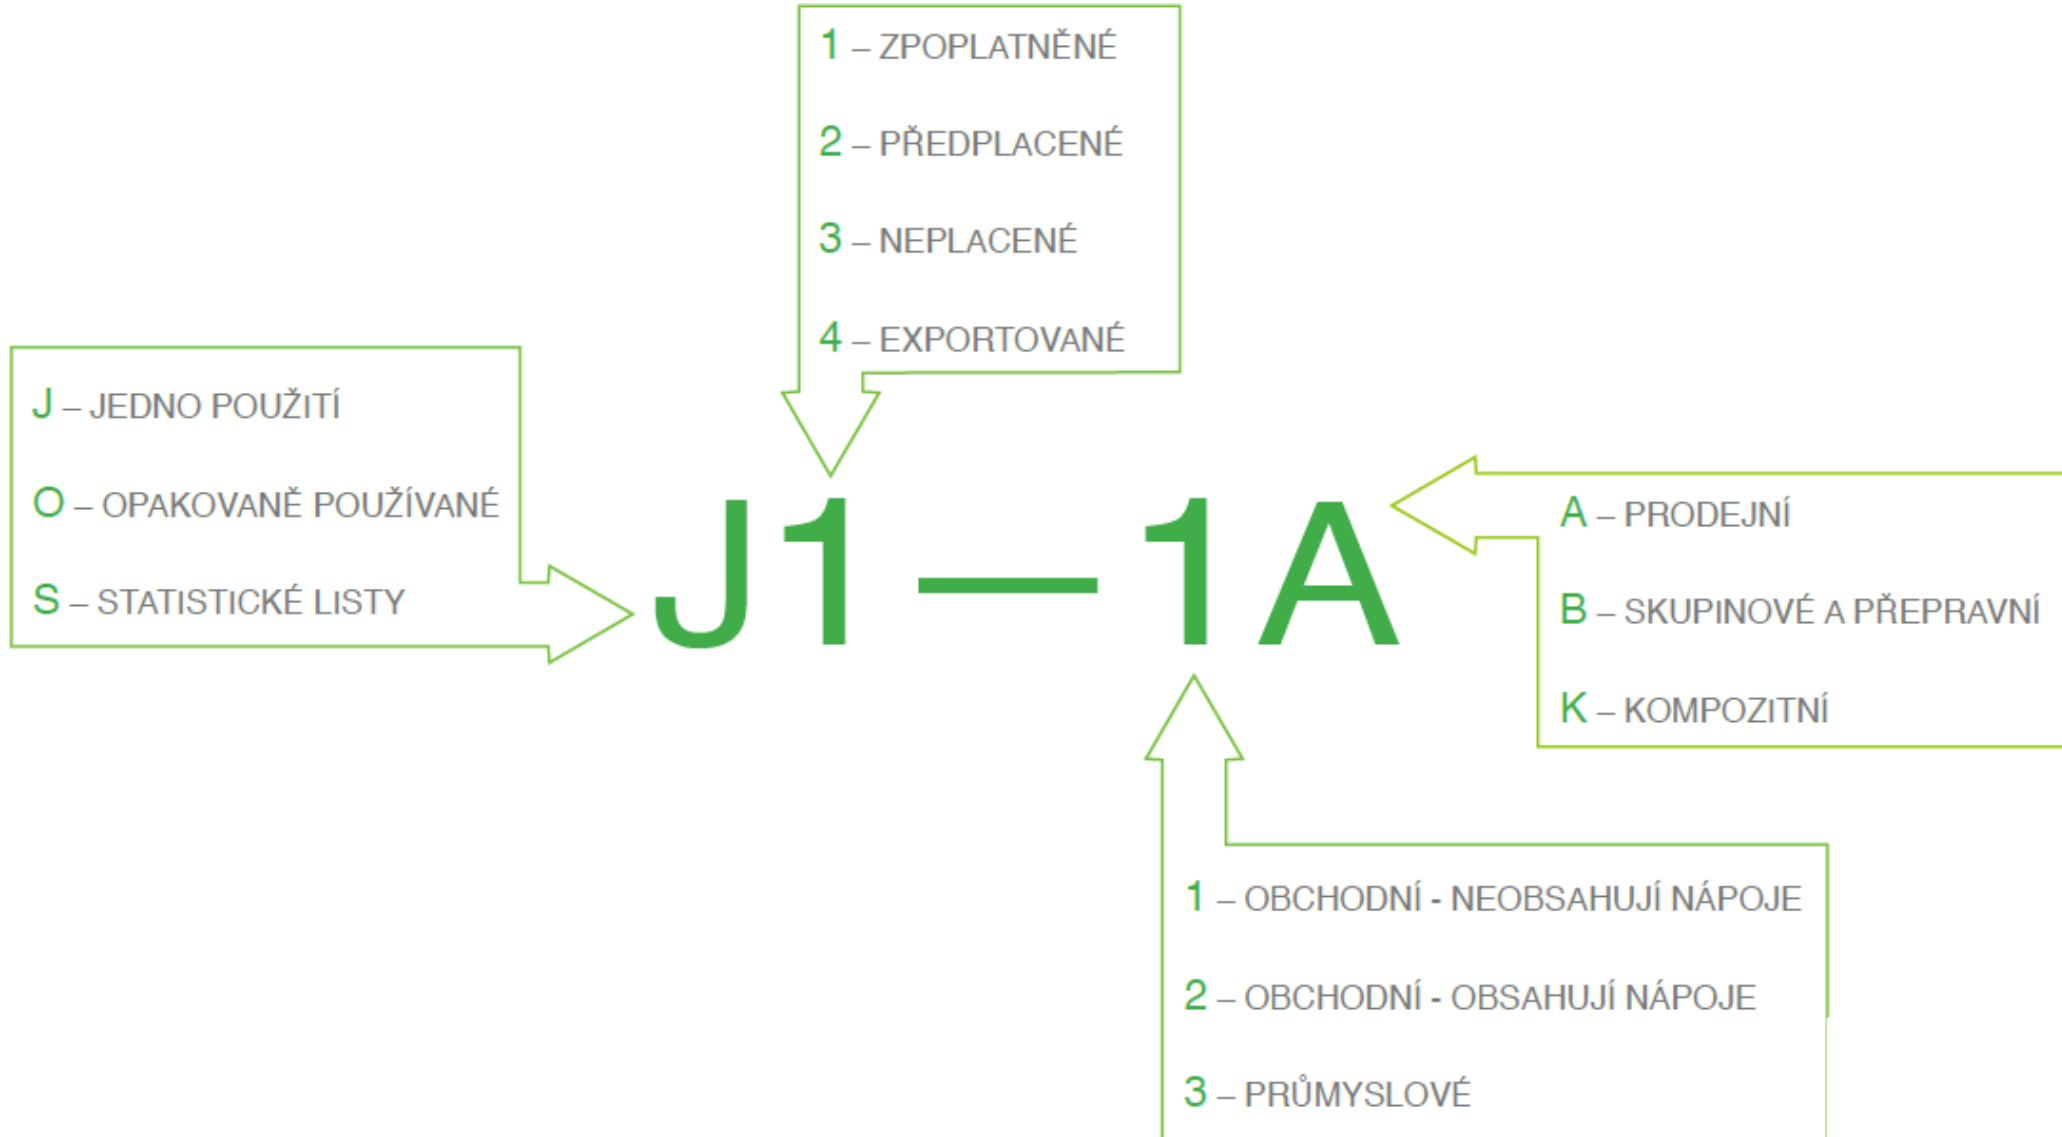 1 – ZPOPLATNĚNÉ
2 – PŘEDPLACENÉ
3 – NEPLACENÉ
4 – EXPORTOVANÉ
J – JEDNO POUŽITÍ
O – OPAKOVANĚ POUŽÍVANÉ
S – STATISTICKÉ LISTY
J1 — 1A
A – PRODEJNÍ
B – SKUPINOVÉ A PŘEPRAVNÍ
K – KOMPOZITNÍ
1 – OBCHODNÍ - NEOBSAHUJÍ NÁPOJE
2 – OBCHODNÍ - OBSAHUJÍ NÁPOJE
3 – PRŮMYSLOVÉ